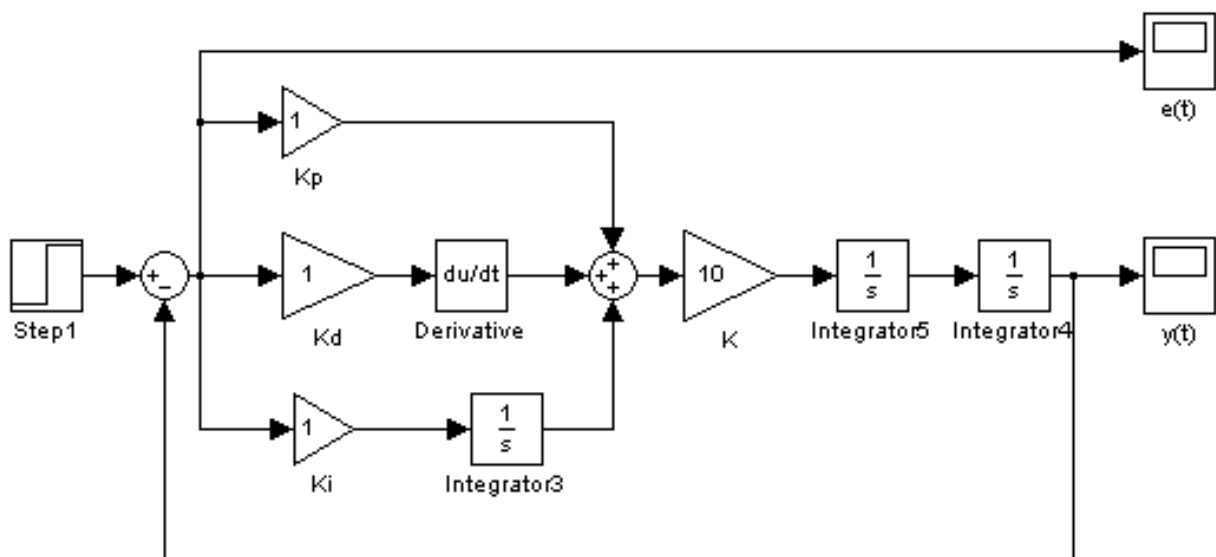 e(t)
1
Kp
Step1
+
−
1
Kd
du/dt
Derivative
+
+
+
10
K
1
s
Integrator5
1
s
Integrator4
y(t)
1
Ki
1
s
Integrator3